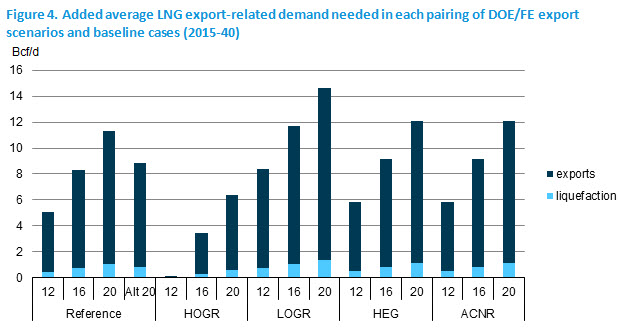 Figure 4. Added average LNG export-related demand needed in each pairing of DOE/FE export
scenarios and baseline cases (2015-40)
Bcf/d
16
14
12
10
8
6
4
2
0
exports
liquefaction
12 16 20 Alt 20 12 16 20 12 16 20 12 16 20 12 16 20
Reference HOGR LOGR HEG ACNR